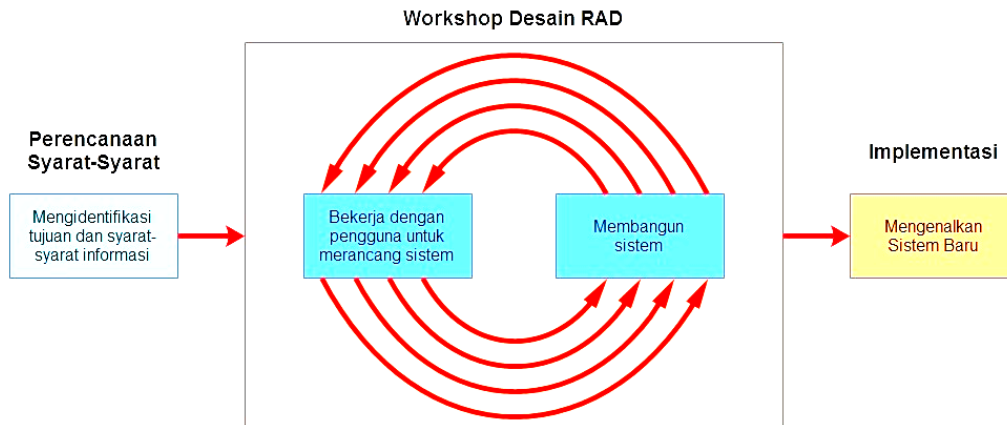 Workshop Desain RAD
Perencanaan
Syarat-Syarat
Mengidentifikasi
tujuan dan syarat-
syarat informasi
Bekerja dengan
pengguna untuk
merancang sistem
Membangun
sistem
Implementasi
Mengenalkan
Sistem Baru